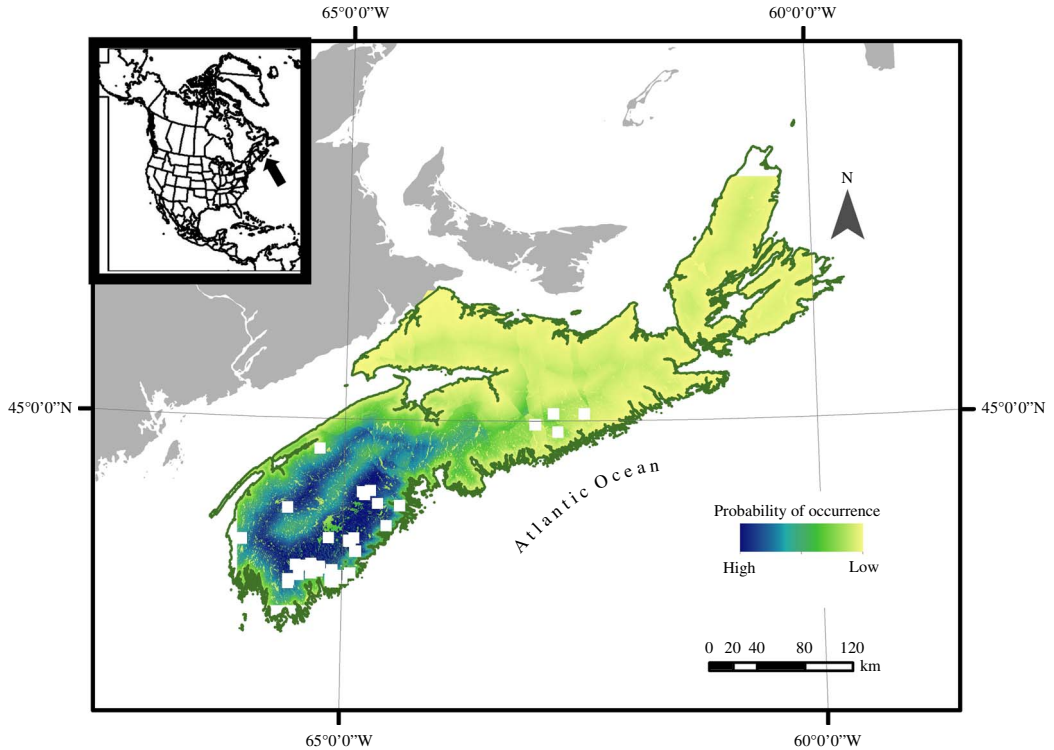 65°0'0”W 60°0'0”W
N
45°0'0”N 45°0'0”N
Atlantic Ocean
Probability of occurrence
High Low
0 20 40 80 120
km
65°0'0”W 60°0'0”W